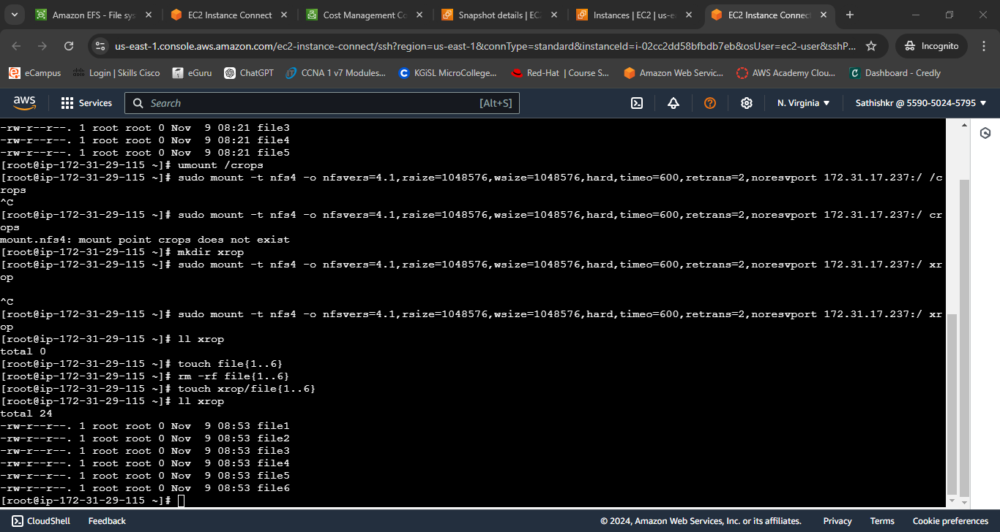 Amazon EFS - File sys
EC2 Instance Connect
Cost Management Co
Snapshot details | EC2
Instances | EC2 | us-ea
EC2 Instance Connect
us-east-1.console.aws.amazon.com/ec2-instance-connect/ssh?region=us-east-1&connType=standard&instanceId=i-02cc2dd58bfbdb7eb&osUser=ec2-user&sshP...
Incognito
eCampus
Login | Skills Cisco
eGuru
ChatGPT
CCNA 1 v7 Modules...
KGiSL MicroCollege...
Red-Hat | Course S...
Amazon Web Servic...
AWS Academy Clou...
Dashboard - Credly
aws
Services
Search
[Alt+S]
N. Virginia
Sathishkr @ 5590-5024-5795
-rw-r--r--. 1 root root 0 Nov  9 08:21 file3
-rw-r--r--. 1 root root 0 Nov  9 08:21 file4
-rw-r--r--. 1 root root 0 Nov  9 08:21 file5
[root@ip-172-31-29-115 ~]# umount /crops
[root@ip-172-31-29-115 ~]# sudo mount -t nfs4 -o nfsvers=4.1,rsize=1048576,wsize=1048576,hard,timeo=600,retrans=2,noresvport 172.31.17.237:/ /c
rops
^C
[root@ip-172-31-29-115 ~]# sudo mount -t nfs4 -o nfsvers=4.1,rsize=1048576,wsize=1048576,hard,timeo=600,retrans=2,noresvport 172.31.17.237:/ cr
ops
mount.nfs4: mount point crops does not exist
[root@ip-172-31-29-115 ~]# mkdir xrop
[root@ip-172-31-29-115 ~]# sudo mount -t nfs4 -o nfsvers=4.1,rsize=1048576,wsize=1048576,hard,timeo=600,retrans=2,noresvport 172.31.17.237:/ xr
op
^C
[root@ip-172-31-29-115 ~]# sudo mount -t nfs4 -o nfsvers=4.1,rsize=1048576,wsize=1048576,hard,timeo=600,retrans=2,noresvport 172.31.17.237:/ xr
op
[root@ip-172-31-29-115 ~]# ll xrop
total 0
[root@ip-172-31-29-115 ~]# touch file{1..6}
[root@ip-172-31-29-115 ~]# rm -rf file{1..6}
[root@ip-172-31-29-115 ~]# touch xrop/file{1..6}
[root@ip-172-31-29-115 ~]# ll xrop
total 24
-rw-r--r--. 1 root root 0 Nov  9 08:53 file1
-rw-r--r--. 1 root root 0 Nov  9 08:53 file2
-rw-r--r--. 1 root root 0 Nov  9 08:53 file3
-rw-r--r--. 1 root root 0 Nov  9 08:53 file4
-rw-r--r--. 1 root root 0 Nov  9 08:53 file5
-rw-r--r--. 1 root root 0 Nov  9 08:53 file6
[root@ip-172-31-29-115 ~]#
CloudShell
Feedback
© 2024, Amazon Web Services, Inc. or its affiliates.
Privacy
Terms
Cookie preferences